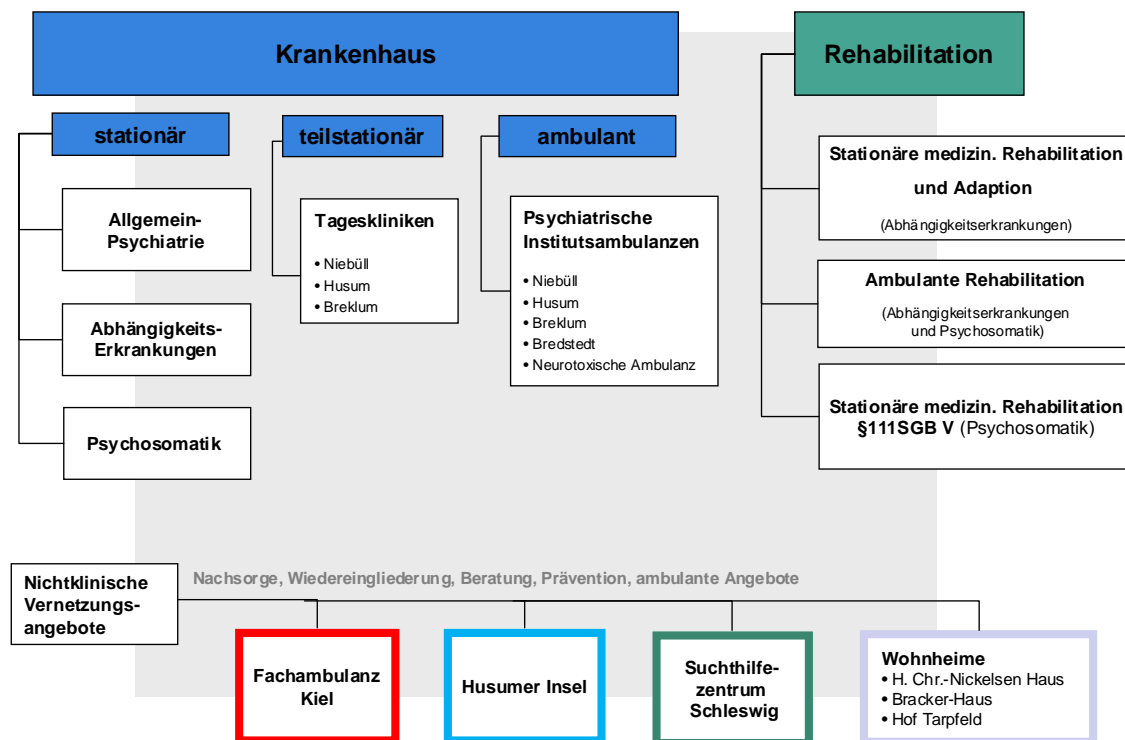 Krankenhaus
Rehabilitation
stationär
teilstationär
ambulant
Allgemein-
Psychiatrie
Abhängigkeits-
Erkrankungen
Psychosomatik
Tageskliniken
• Niebüll
• Husum
• Breklum
Psychiatrische
Institutsambulanzen
• Niebüll
• Husum
• Breklum
• Bredstedt
• Neurotoxische Ambulanz
Stationäre medizin. Rehabilitation
und Adaption
(Abhängigkeitserkrankungen)
Ambulante Rehabilitation
(Abhängigkeitserkrankungen
und Psychosomatik)
Stationäre medizin. Rehabilitation
§111SGB V (Psychosomatik)
Nichtklinische
Vernetzungs-
angebote
Nachsorge, Wiedereingliederung, Beratung, Prävention, ambulante Angebote
Fachambulanz
Kiel
Husumer Insel
Suchthilfe-
zentrum
Schleswig
Wohnheime
• H. Chr.-Nickelsen Haus
• Bracker-Haus
• Hof Tarpfeld